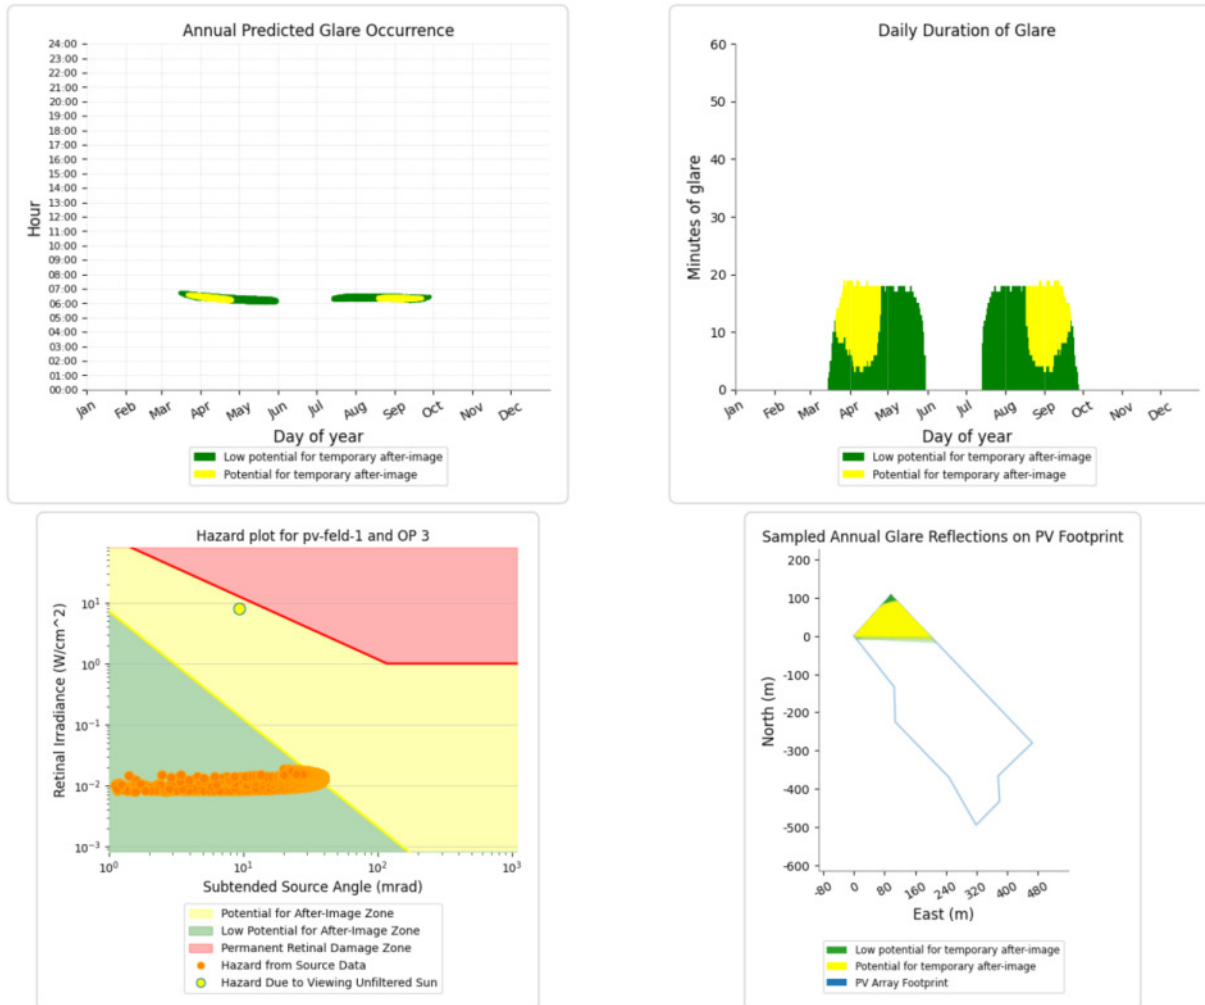 Annual Predicted Glare Occurrence
24:00
23:00
22:00
21:00
20:00
19:00
18:00
17:00
16:00
15:00
14:00
13:00
12:00
11:00
10:00
09:00
08:00
07:00
06:00
05:00
04:00
03:00
02:00
01:00
00:00
Hour
Jan Feb Mar Apr May Jun Jul Aug Sep Oct Nov Dec
Day of year
Low potential for temporary after-image
Potential for temporary after-image
Daily Duration of Glare
60
50
40
30
20
10
0
Minutes of glare
Jan Feb Mar Apr May Jun Jul Aug Sep Oct Nov Dec
Day of year
Low potential for temporary after-image
Potential for temporary after-image
Hazard plot for pv-feld-1 and OP 3
10^1
10^0
10^-1
10^-2
10^-3
Retinal Irradiance (W/cm^2)
10^0 10^1 10^2 10^3
Subtended Source Angle (mrad)
Potential for After-Image Zone
Low Potential for After-Image Zone
Permanent Retinal Damage Zone
Hazard from Source Data
Hazard Due to Viewing Unfiltered Sun
Sampled Annual Glare Reflections on PV Footprint
200
100
0
-100
-200
-300
-400
-500
-600
North (m)
-80 0 80 160 240 320 400 480
East (m)
Low potential for temporary after-image
Potential for temporary after-image
PV Array Footprint